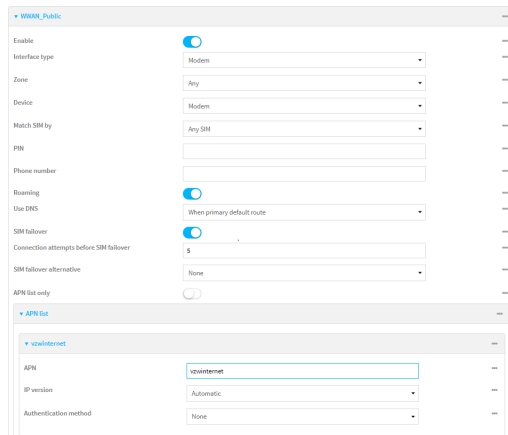 WWAN_Public
Enable
Interface type Modem
Zone Any
Device Modem
Match SIM by Any SIM
PIN
Phone number
Roaming
Use DNS When primary default route
SIM failover
Connection attempts before SIM failover 5
SIM failover alternative None
APN list only
APN list
vzwinternet
APN vzwinternet
IP version Automatic
Authentication method None